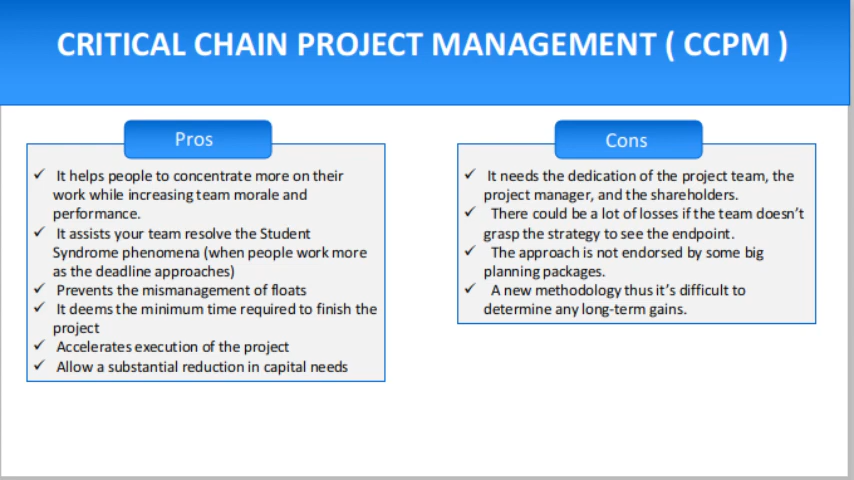 CRITICAL CHAIN PROJECT MANAGEMENT ( CCPM )
Pros
✓ It helps people to concentrate more on their
work while increasing team morale and
performance.
✓ It assists your team resolve the Student
Syndrome phenomena (when people work more
as the deadline approaches)
✓ Prevents the mismanagement of floats
✓ It deems the minimum time required to finish the
project
✓ Accelerates execution of the project
✓ Allow a substantial reduction in capital needs
Cons
✓ It needs the dedication of the project team, the
project manager, and the shareholders.
✓ There could be a lot of losses if the team doesn't
grasp the strategy to see the endpoint.
✓ The approach is not endorsed by some big
planning packages.
✓ A new methodology thus it's difficult to
determine any long-term gains.